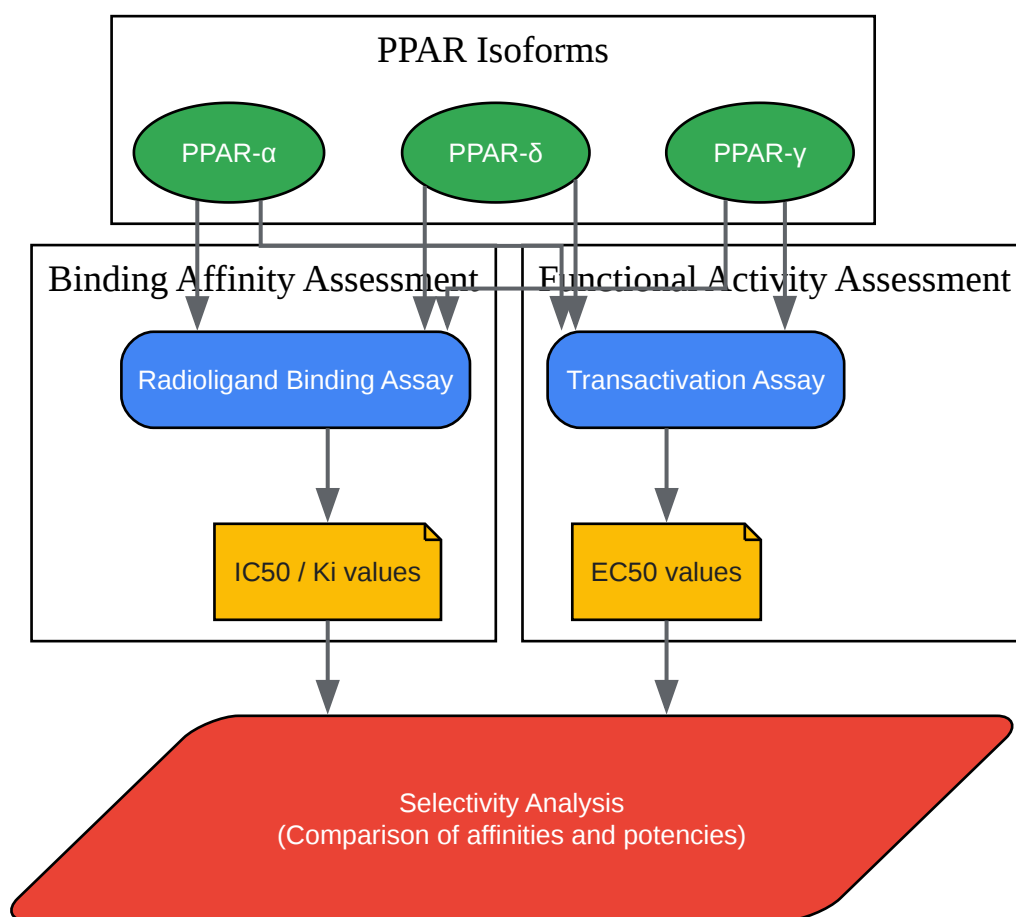 PPAR Isoforms
PPAR-α
PPAR-δ
PPAR-γ
Binding Affinity Assessment
Functional Activity Assessment
Radioligand Binding Assay
Transactivation Assay
IC50 / Ki values
EC50 values
Selectivity Analysis
(Comparison of affinities and potencies)